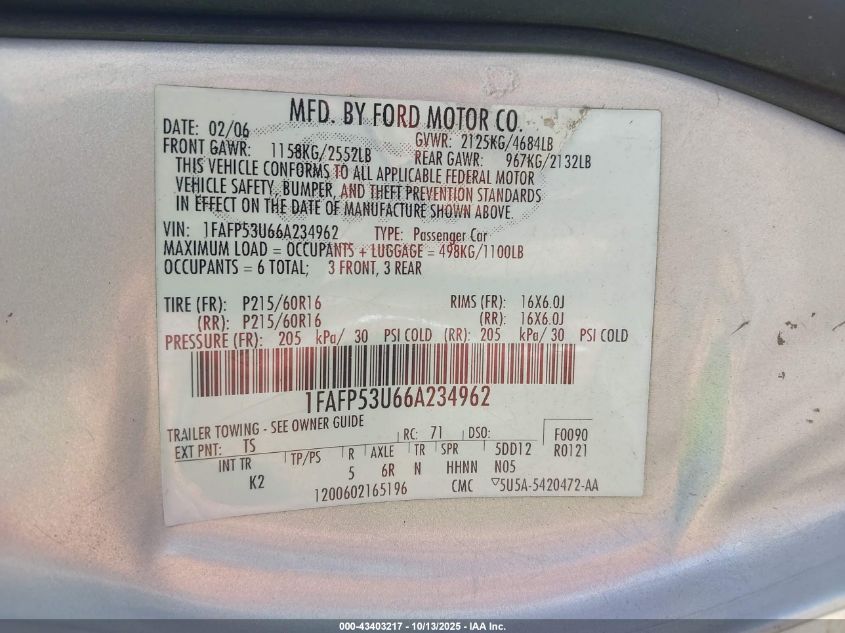 MFD. BY FORD MOTOR CO.
DATE: 02/06 GVWR: 2125KG/4684LB
FRONT GAWR: 1158KG/2552LB REAR GAWR: 967KG/2132LB
THIS VEHICLE CONFORMS TO ALL APPLICABLE FEDERAL MOTOR
VEHICLE SAFETY, BUMPER, AND THEFT PREVENTION STANDARDS
IN EFFECT ON THE DATE OF MANUFACTURE SHOWN ABOVE.
VIN: 1FAFP53U66A234962 TYPE: Passenger Car
MAXIMUM LOAD = OCCUPANTS + LUGGAGE = 498KG/1100LB
OCCUPANTS = 6 TOTAL; 3 FRONT, 3 REAR
TIRE (FR): P215/60R16 RIMS (FR): 16X6.0J
(RR): P215/60R16 (RR): 16X6.0J
PRESSURE (FR): 205 kPa/ 30 PSI COLD (RR): 205 kPa/ 30 PSI COLD
1FAFP53U66A234962
TRAILER TOWING - SEE OWNER GUIDE RC: 71 DSO: F0090
EXT PNT: TS R0121
INT TR TP/PS R AXLE TR SPR 5DD12
K2 5 6R N HHNN N05
1200602165196 CMC ▽5U5A-5420472-AA
000-43403217 - 10/13/2025 - IAA Inc.